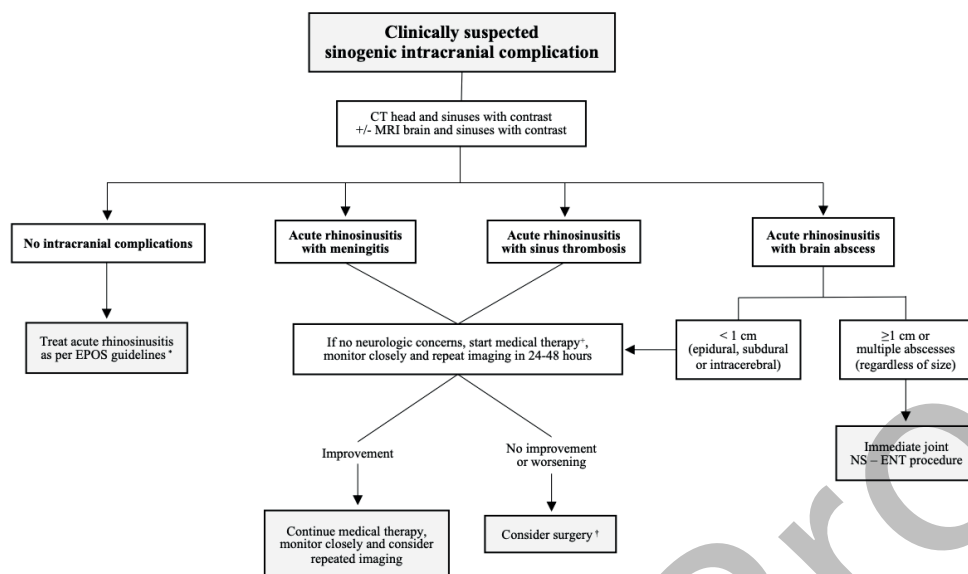 Clinically suspected
sinogenic intracranial complication
CT head and sinuses with contrast
+/- MRI brain and sinuses with contrast
No intracranial complications
Acute rhinosinusitis
with meningitis
Acute rhinosinusitis
with sinus thrombosis
Acute rhinosinusitis
with brain abscess
Treat acute rhinosinusitis
as per EPOS guidelines *
If no neurologic concerns, start medical therapy⁺,
monitor closely and repeat imaging in 24-48 hours
< 1 cm
(epidural, subdural
or intracerebral)
≥1 cm or
multiple abscesses
(regardless of size)
Immediate joint
NS – ENT procedure
Improvement
No improvement
or worsening
Continue medical therapy,
monitor closely and consider
repeated imaging
Consider surgery †
Pro